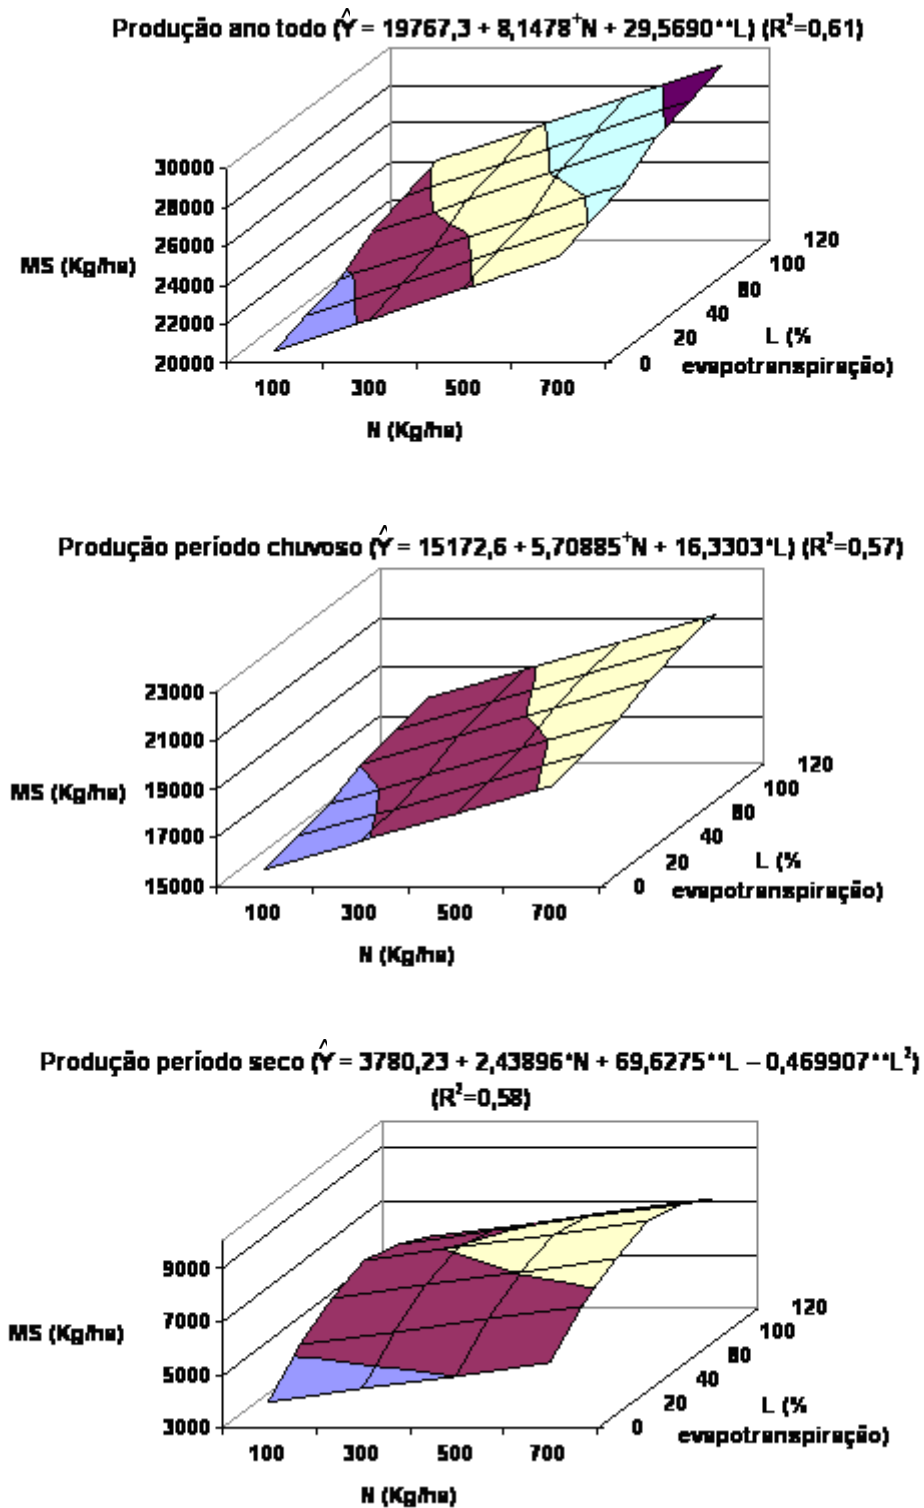 Produção ano todo (Ŷ = 19767,3 + 8,1478⁺N + 29,5690**L) (R²=0,61)
30000
28000
26000
24000
22000
20000
MS (Kg/ha)
100 300 500 700
N (Kg/ha)
0 20 40 80 100 120
L (%
evapotranspiração)
Produção período chuvoso (Ŷ = 15172,6 + 5,70885⁺N + 16,3303*L) (R²=0,57)
23000
21000
19000
17000
15000
MS (Kg/ha)
100 300 500 700
N (Kg/ha)
0 20 40 80 100 120
L (%
evapotranspiração)
Produção período seco (Ŷ = 3780,23 + 2,43896*N + 69,6275**L – 0,469907**L²)
(R²=0,58)
9000
7000
5000
3000
MS (Kg/ha)
100 300 500 700
N (Kg/ha)
0 20 40 80 100 120
L (%
evapotranspiração)